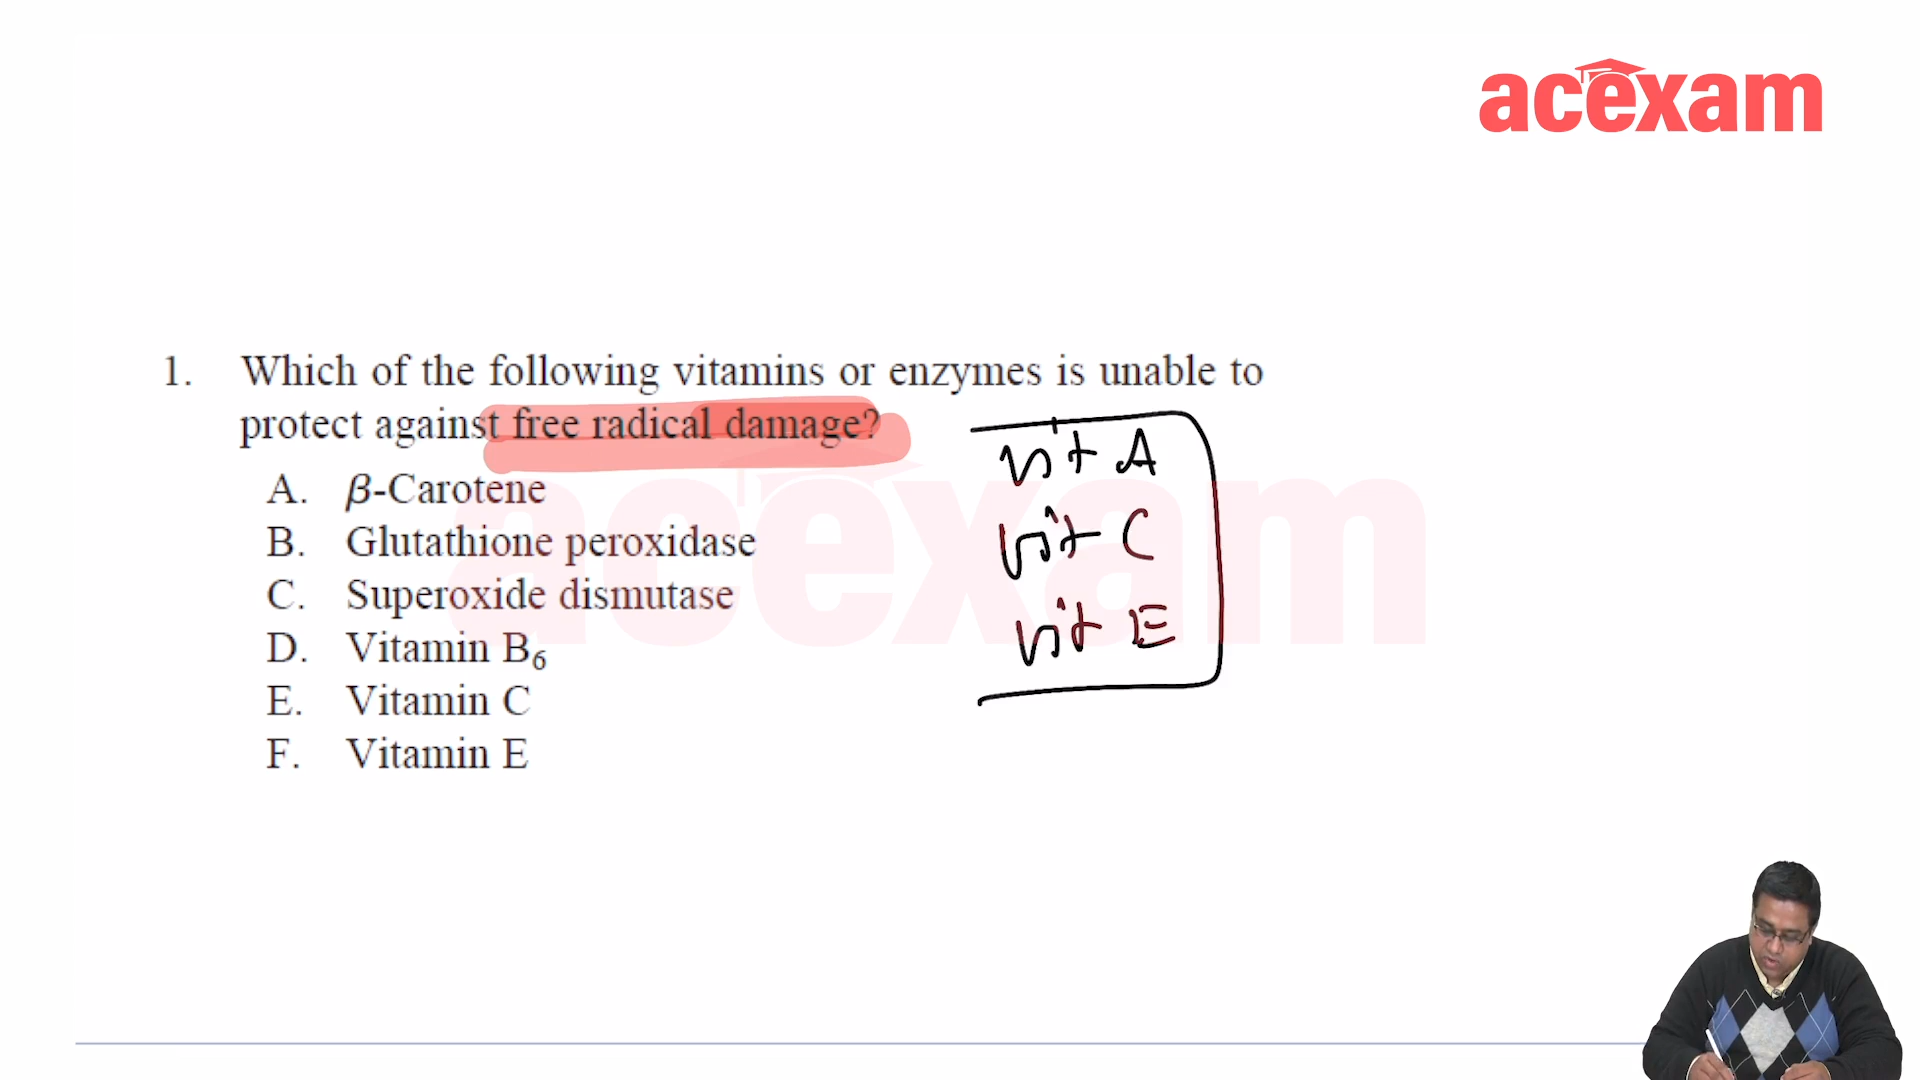 acexam
1. Which of the following vitamins or enzymes is unable to
protect against free radical damage?
A. β-Carotene
B. Glutathione peroxidase
C. Superoxide dismutase
D. Vitamin B₆
E. Vitamin C
F. Vitamin E
vit A
vit C
vit E
acexam